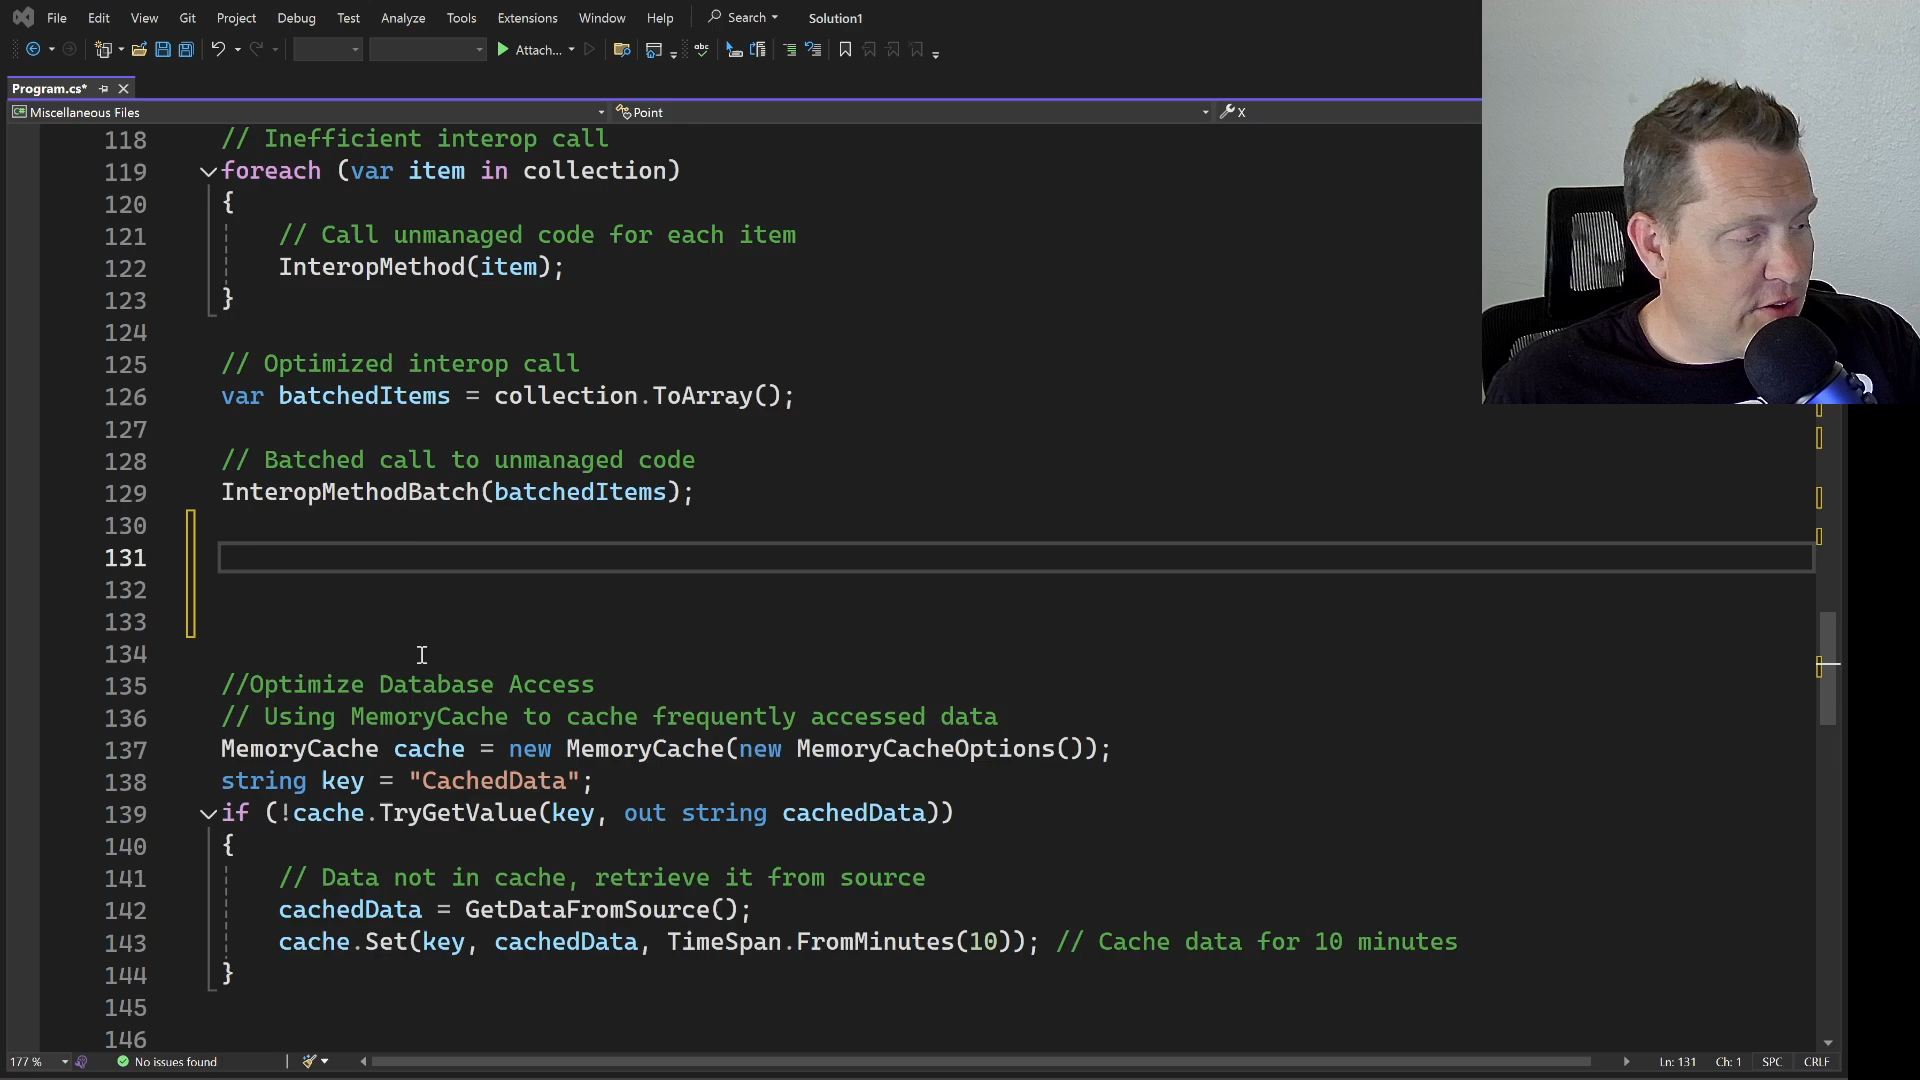 File Edit View Git Project Debug Test Analyze Tools Extensions Window Help Search Solution1
Attach... abc
Program.cs*
C# Miscellaneous Files Point X
118 // Inefficient interop call
119 foreach (var item in collection)
120 {
121 // Call unmanaged code for each item
122 InteropMethod(item);
123 }
124
125 // Optimized interop call
126 var batchedItems = collection.ToArray();
127
128 // Batched call to unmanaged code
129 InteropMethodBatch(batchedItems);
130
131
132
133
134
135 //Optimize Database Access
136 // Using MemoryCache to cache frequently accessed data
137 MemoryCache cache = new MemoryCache(new MemoryCacheOptions());
138 string key = "CachedData";
139 if (!cache.TryGetValue(key, out string cachedData))
140 {
141 // Data not in cache, retrieve it from source
142 cachedData = GetDataFromSource();
143 cache.Set(key, cachedData, TimeSpan.FromMinutes(10)); // Cache data for 10 minutes
144 }
145
146
177 % No issues found Ln: 131 Ch: 1 SPC CRLF